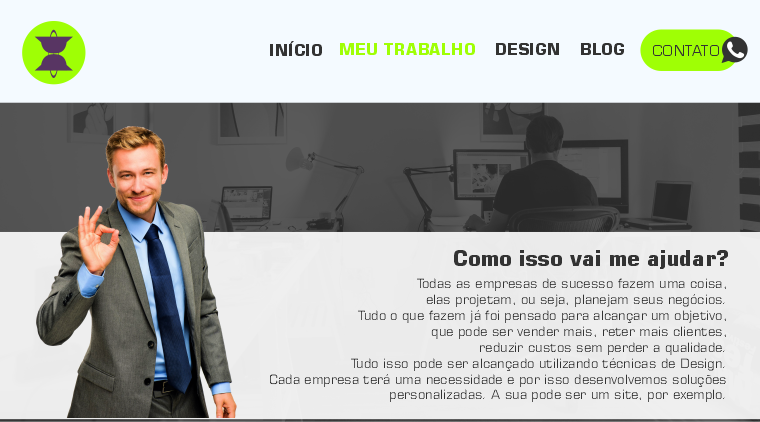 INÍCIO MEU TRABALHO DESIGN BLOG CONTATO
Como isso vai me ajudar?
Todas as empresas de sucesso fazem uma coisa,
elas projetam, ou seja, planejam seus negócios.
Tudo o que fazem já foi pensado para alcançar um objetivo,
que pode ser vender mais, reter mais clientes,
reduzir custos sem perder a qualidade.
Tudo isso pode ser alcançado utilizando técnicas de Design.
Cada empresa terá uma necessidade e por isso desenvolvemos soluções
personalizadas. A sua pode ser um site, por exemplo.